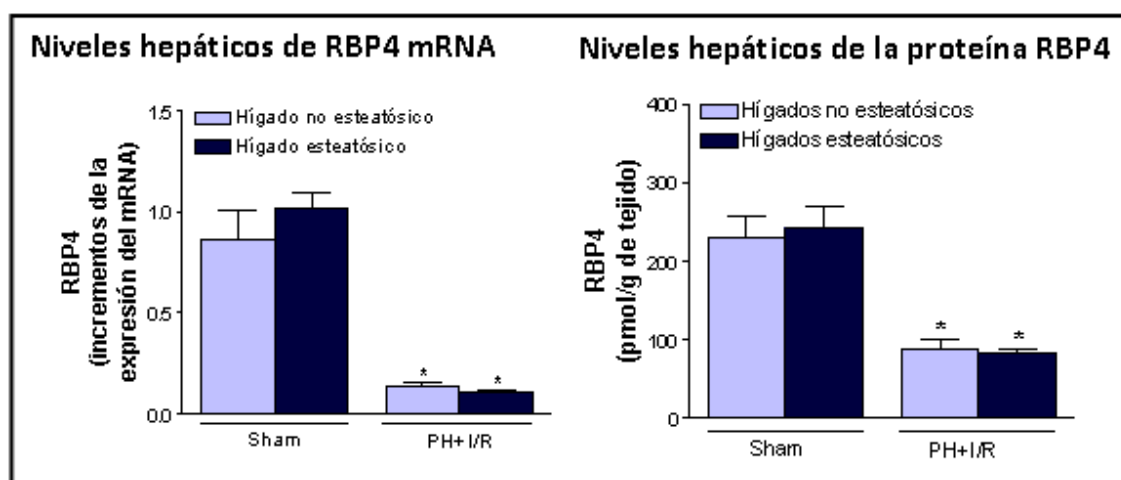 Niveles hepáticos de RBP4 mRNA
RBP4
(incrementos de la
expresión del mRNA)
1.5
1.0
0.5
0.0
Hígado no esteatósico
Hígado esteatósico
* *
Sham PH+I/R
Niveles hepáticos de la proteína RBP4
RBP4
(pmol/g de tejido)
400
300
200
100
0
Hígados no esteatósicos
Hígados esteatósicos
* *
Sham PH+I/R